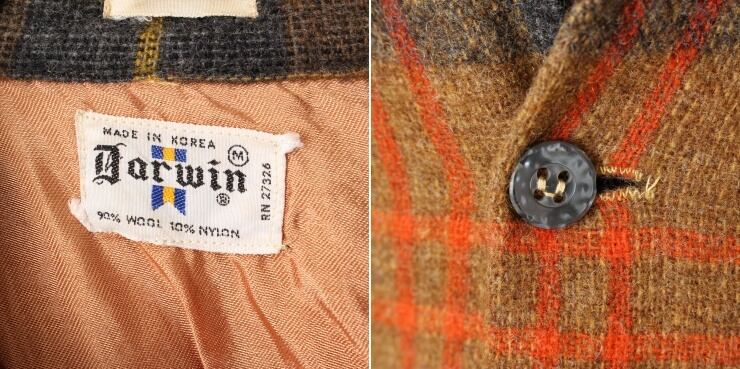 MADE IN KOREA
M
Darwin
®
RN 27326
90% WOOL 10% NYLON